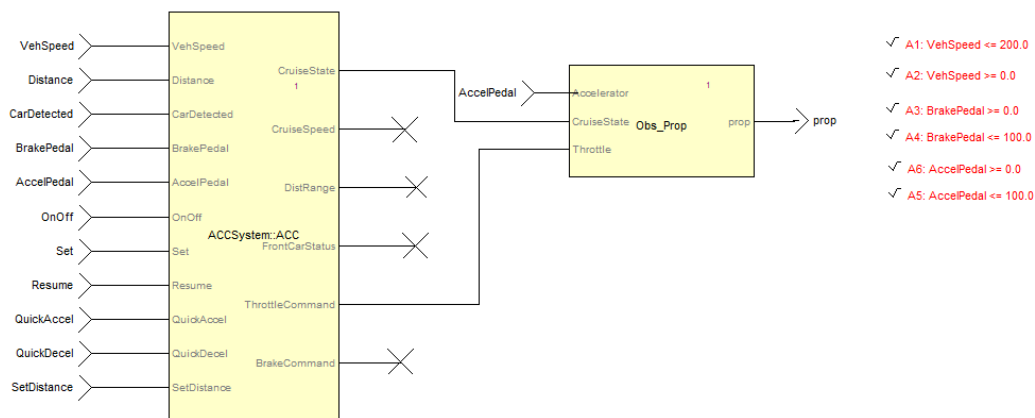 VehSpeed
Distance
CarDetected
BrakePedal
AccelPedal
OnOff
Set
Resume
QuickAccel
QuickDecel
SetDistance
VehSpeed
Distance
CarDetected
BrakePedal
AccelPedal
OnOff
Set
Resume
QuickAccel
QuickDecel
SetDistance
1
ACCSystem::ACC
CruiseState
CruiseSpeed
DistRange
FrontCarStatus
ThrottleCommand
BrakeCommand
AccelPedal
Accelerator
CruiseState
Throttle
1
Obs_Prop
prop
prop
√ A1: VehSpeed <= 200.0
√ A2: VehSpeed >= 0.0
√ A3: BrakePedal >= 0.0
√ A4: BrakePedal <= 100.0
√ A6: AccelPedal >= 0.0
√ A5: AccelPedal <= 100.0